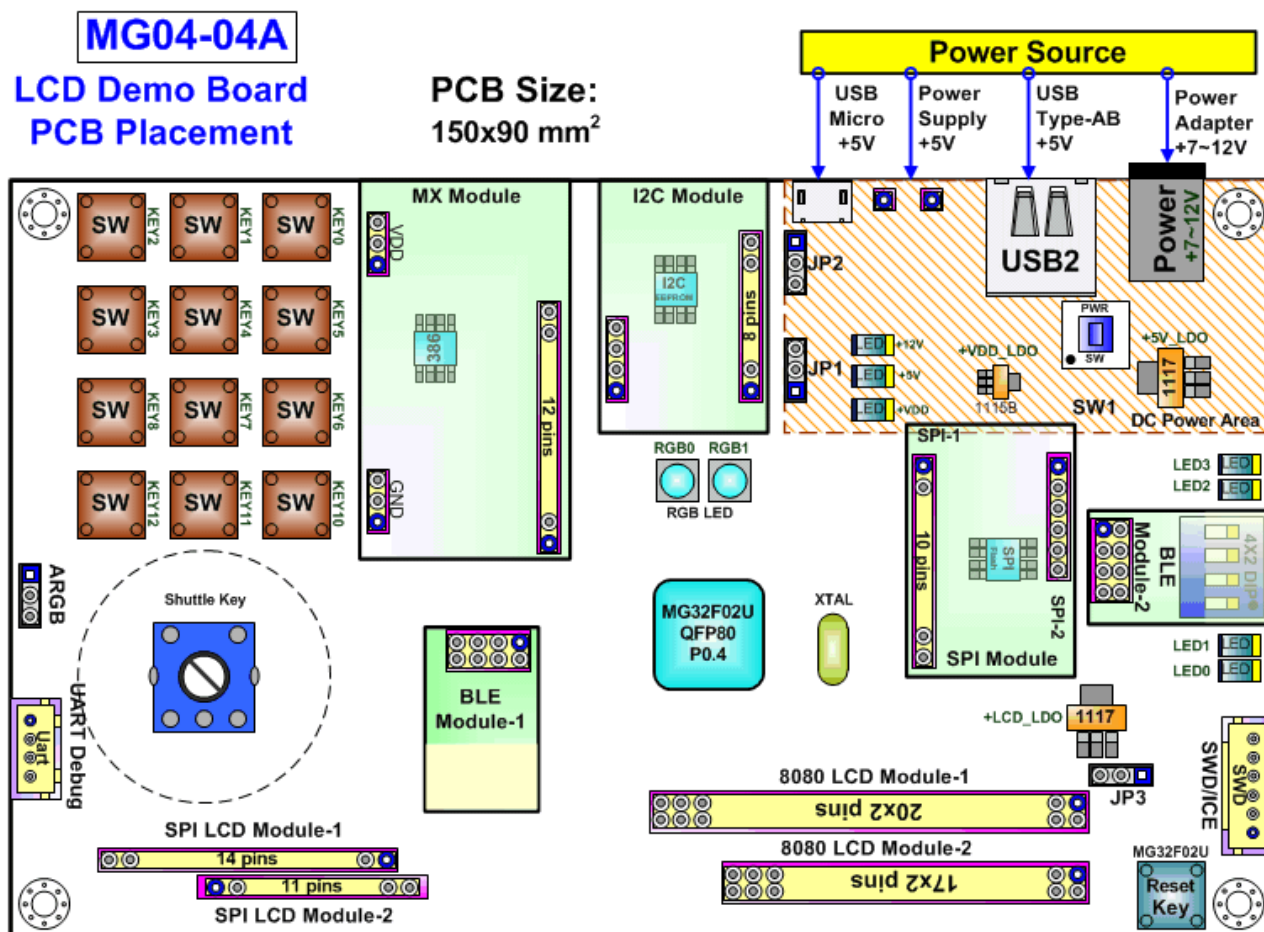 MG04-04A
LCD Demo Board
PCB Placement
PCB Size:
150x90 mm²
Power Source
USB
Micro
+5V
Power
Supply
+5V
USB
Type-AB
+5V
Power
Adapter
+7~12V
SW
KEY2
SW
KEY1
SW
KEY0
SW
KEY3
SW
KEY4
SW
KEY5
SW
KEY8
SW
KEY7
SW
KEY6
SW
KEY12
SW
KEY11
SW
KEY10
MX Module
VDD
386
12 pins
GND
I2C Module
I2C
EEPROM
8 pins
JP2
JP1
USB2
Power
+7~12V
PWR
SW
SW1
LED
+12V
LED
+5V
LED
+VDD
+VDD_LDO
1115B
+5V_LDO
1117
DC Power Area
RGB0
RGB1
RGB LED
SPI-1
10 pins
SPI
Flash
SPI-2
SPI Module
LED3
LED
LED2
LED
BLE
Module-2
4X2 DIP
LED1
LED
LED0
LED
ARGB
Shuttle Key
UART Debug
Uart
BLE
Module-1
MG32F02U
QFP80
P0.4
XTAL
+LCD_LDO
1117
JP3
SWD/ICE
SWD
8080 LCD Module-1
20x2 pins
8080 LCD Module-2
17x2 pins
SPI LCD Module-1
14 pins
11 pins
SPI LCD Module-2
MG32F02U
Reset
Key